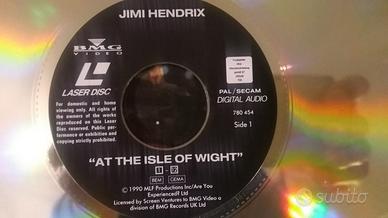 JIMI HENDRIX
BMG
VIDEO
LASER DISC
PAL/SECAM
DIGITAL AUDIO
780 454
Side 1
For domestic and home
viewing only. All rights of
the owners of the works
reproduced on this Laser
Disc reserved. Public perf-
ormance or exhibition and
copying strictly prohibited.
"AT THE ISLE OF WIGHT"
BEM
GEMA
© 1990 MLF Productions Inc/Are You
Experienced? Ltd
Licensed by Screen Ventures to BMG Video a
division of BMG Records UK Ltd
subito